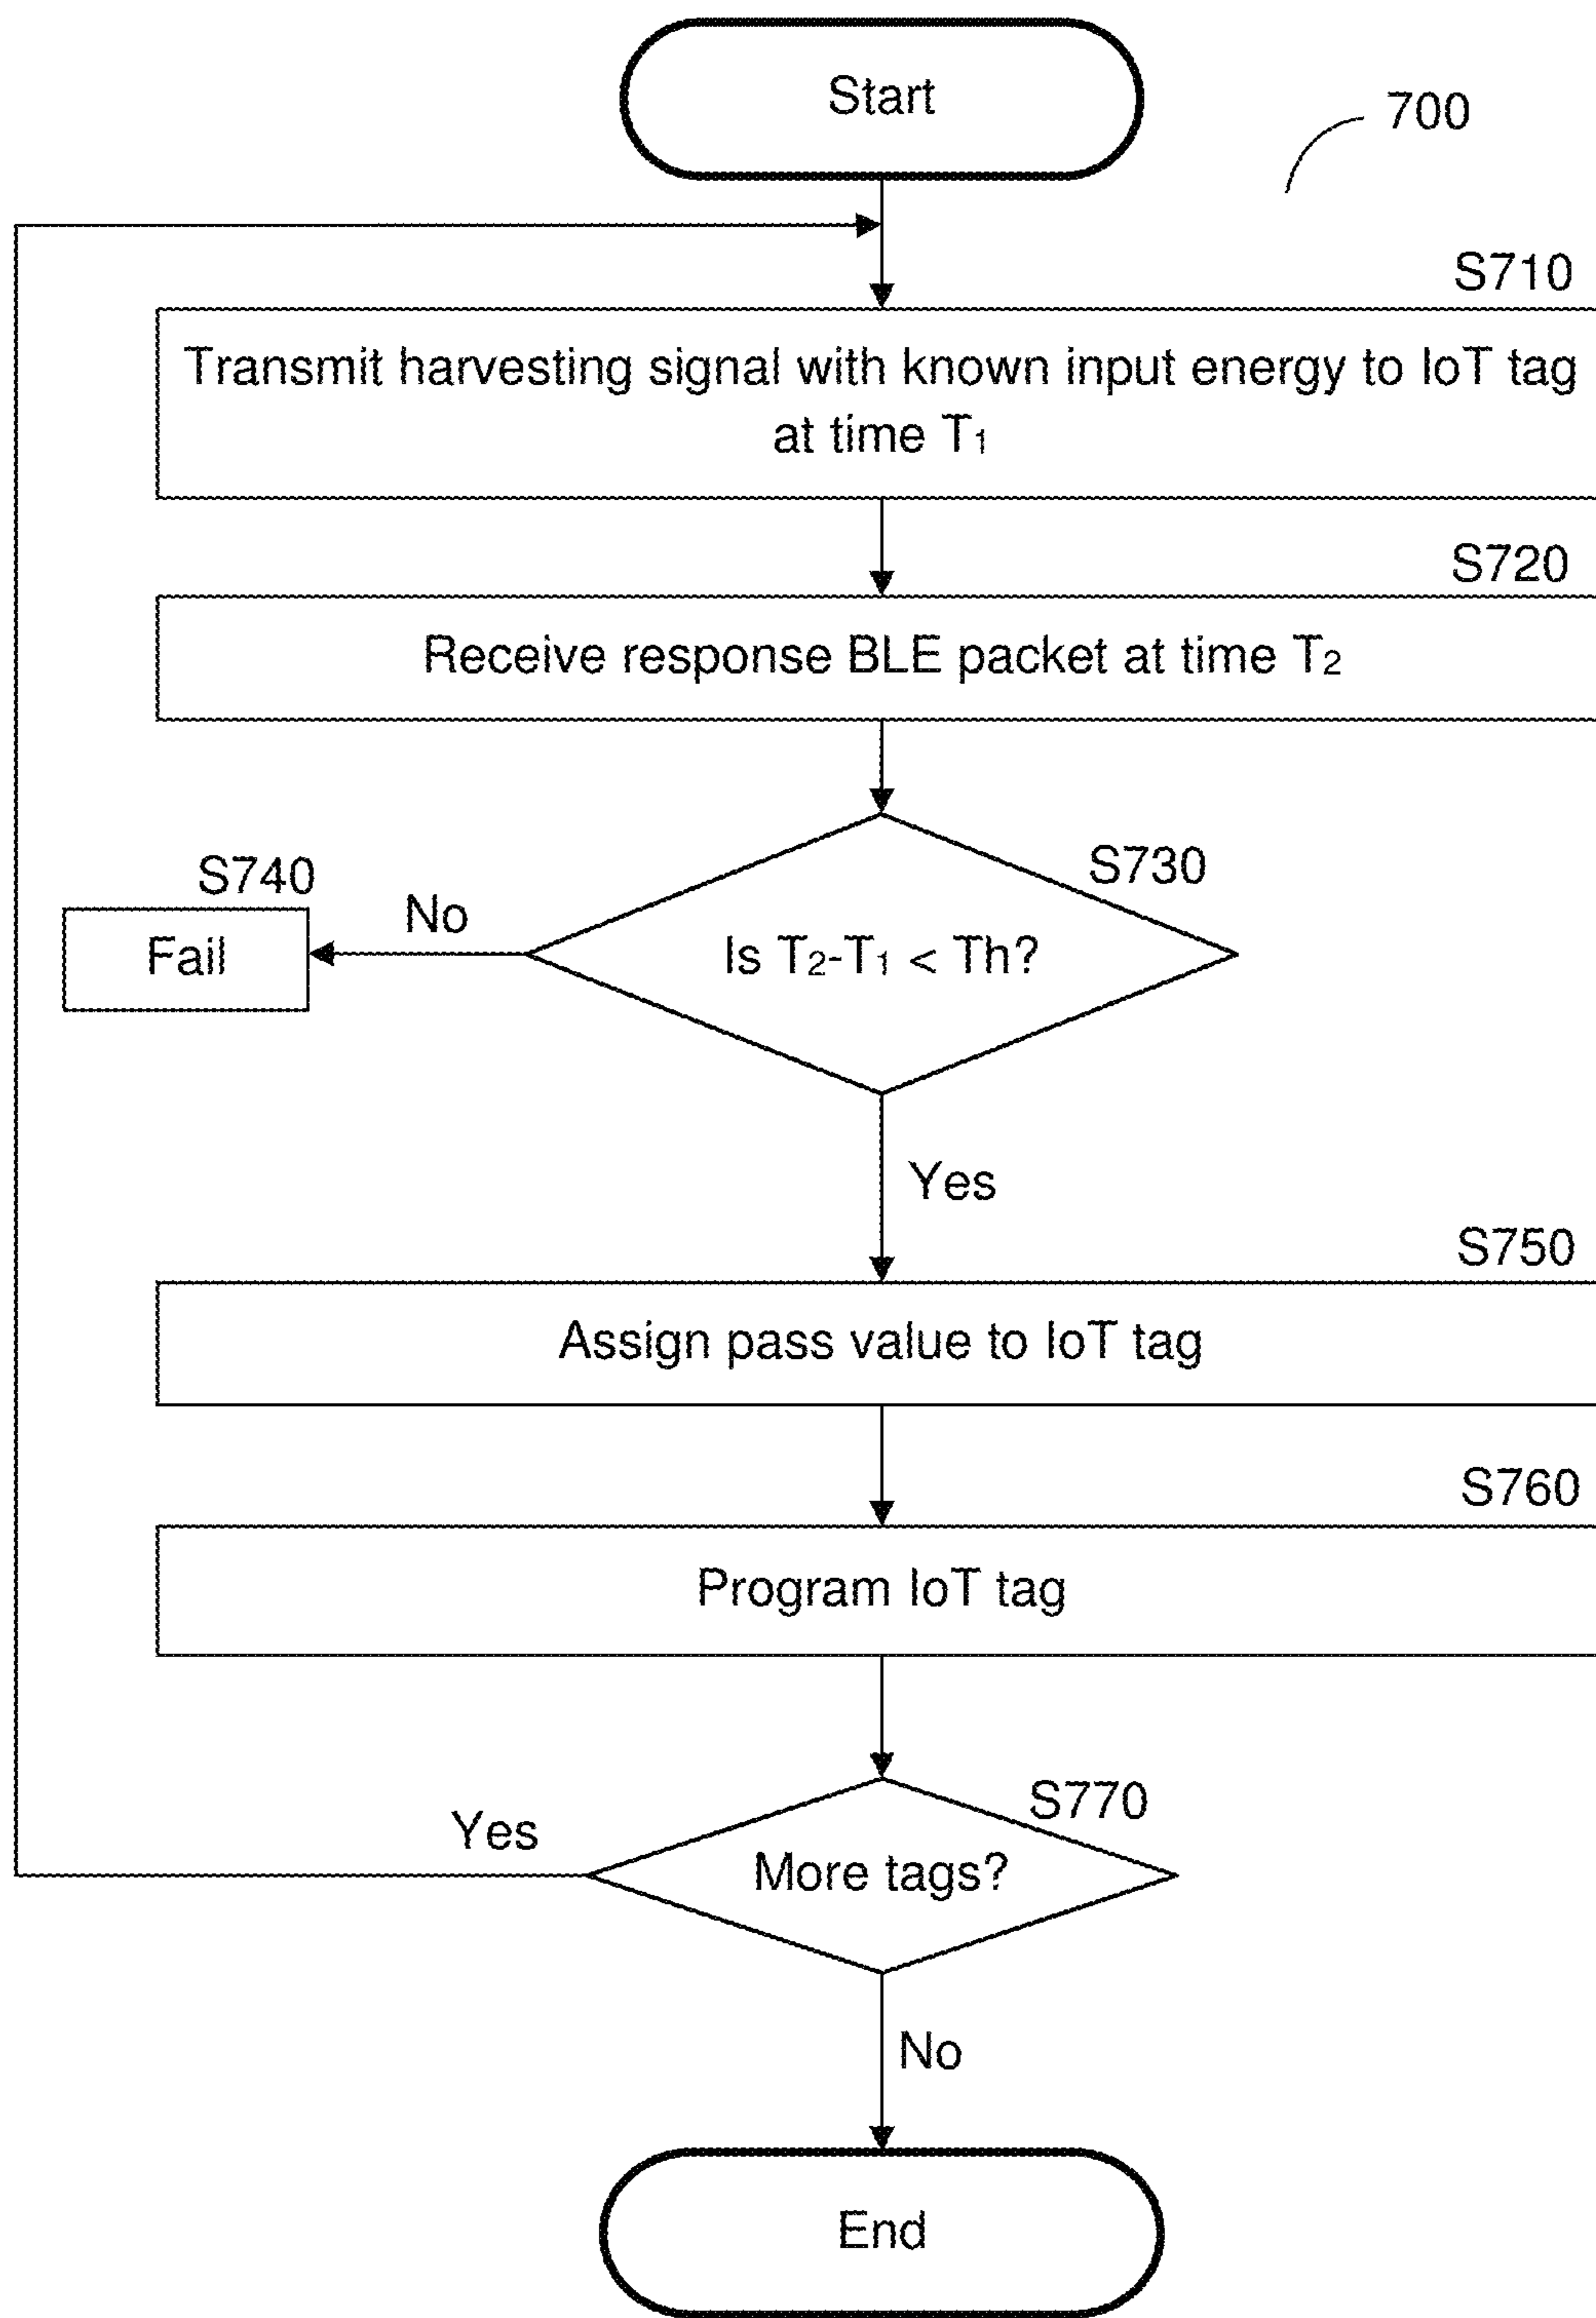 Start
700
S710
Transmit harvesting signal with known input energy to IoT tag
at time T₁
S720
Receive response BLE packet at time T₂
S730
Is T₂-T₁ < Th?
No
S740
Fail
Yes
S750
Assign pass value to IoT tag
S760
Program IoT tag
S770
More tags?
Yes
No
End